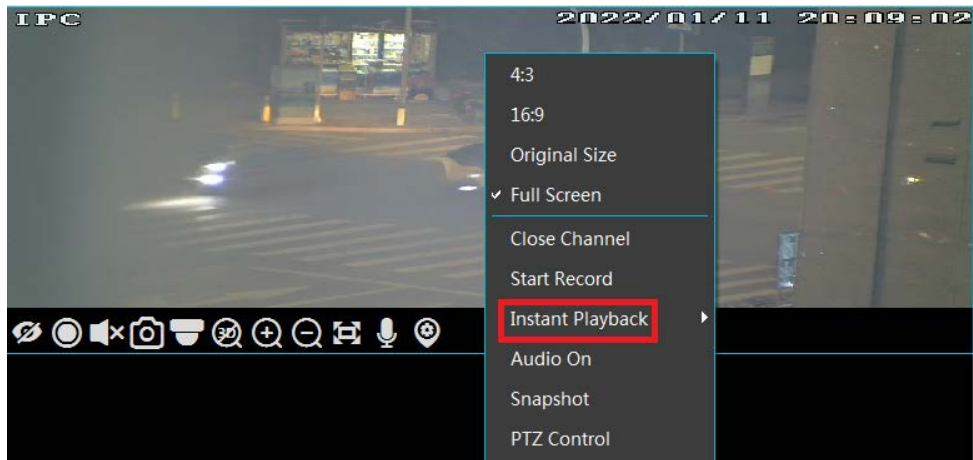 IPC 2022/01/11 20:09:02
4:3
16:9
Original Size
Full Screen
Close Channel
Start Record
Instant Playback
3D
Audio On
Snapshot
PTZ Control